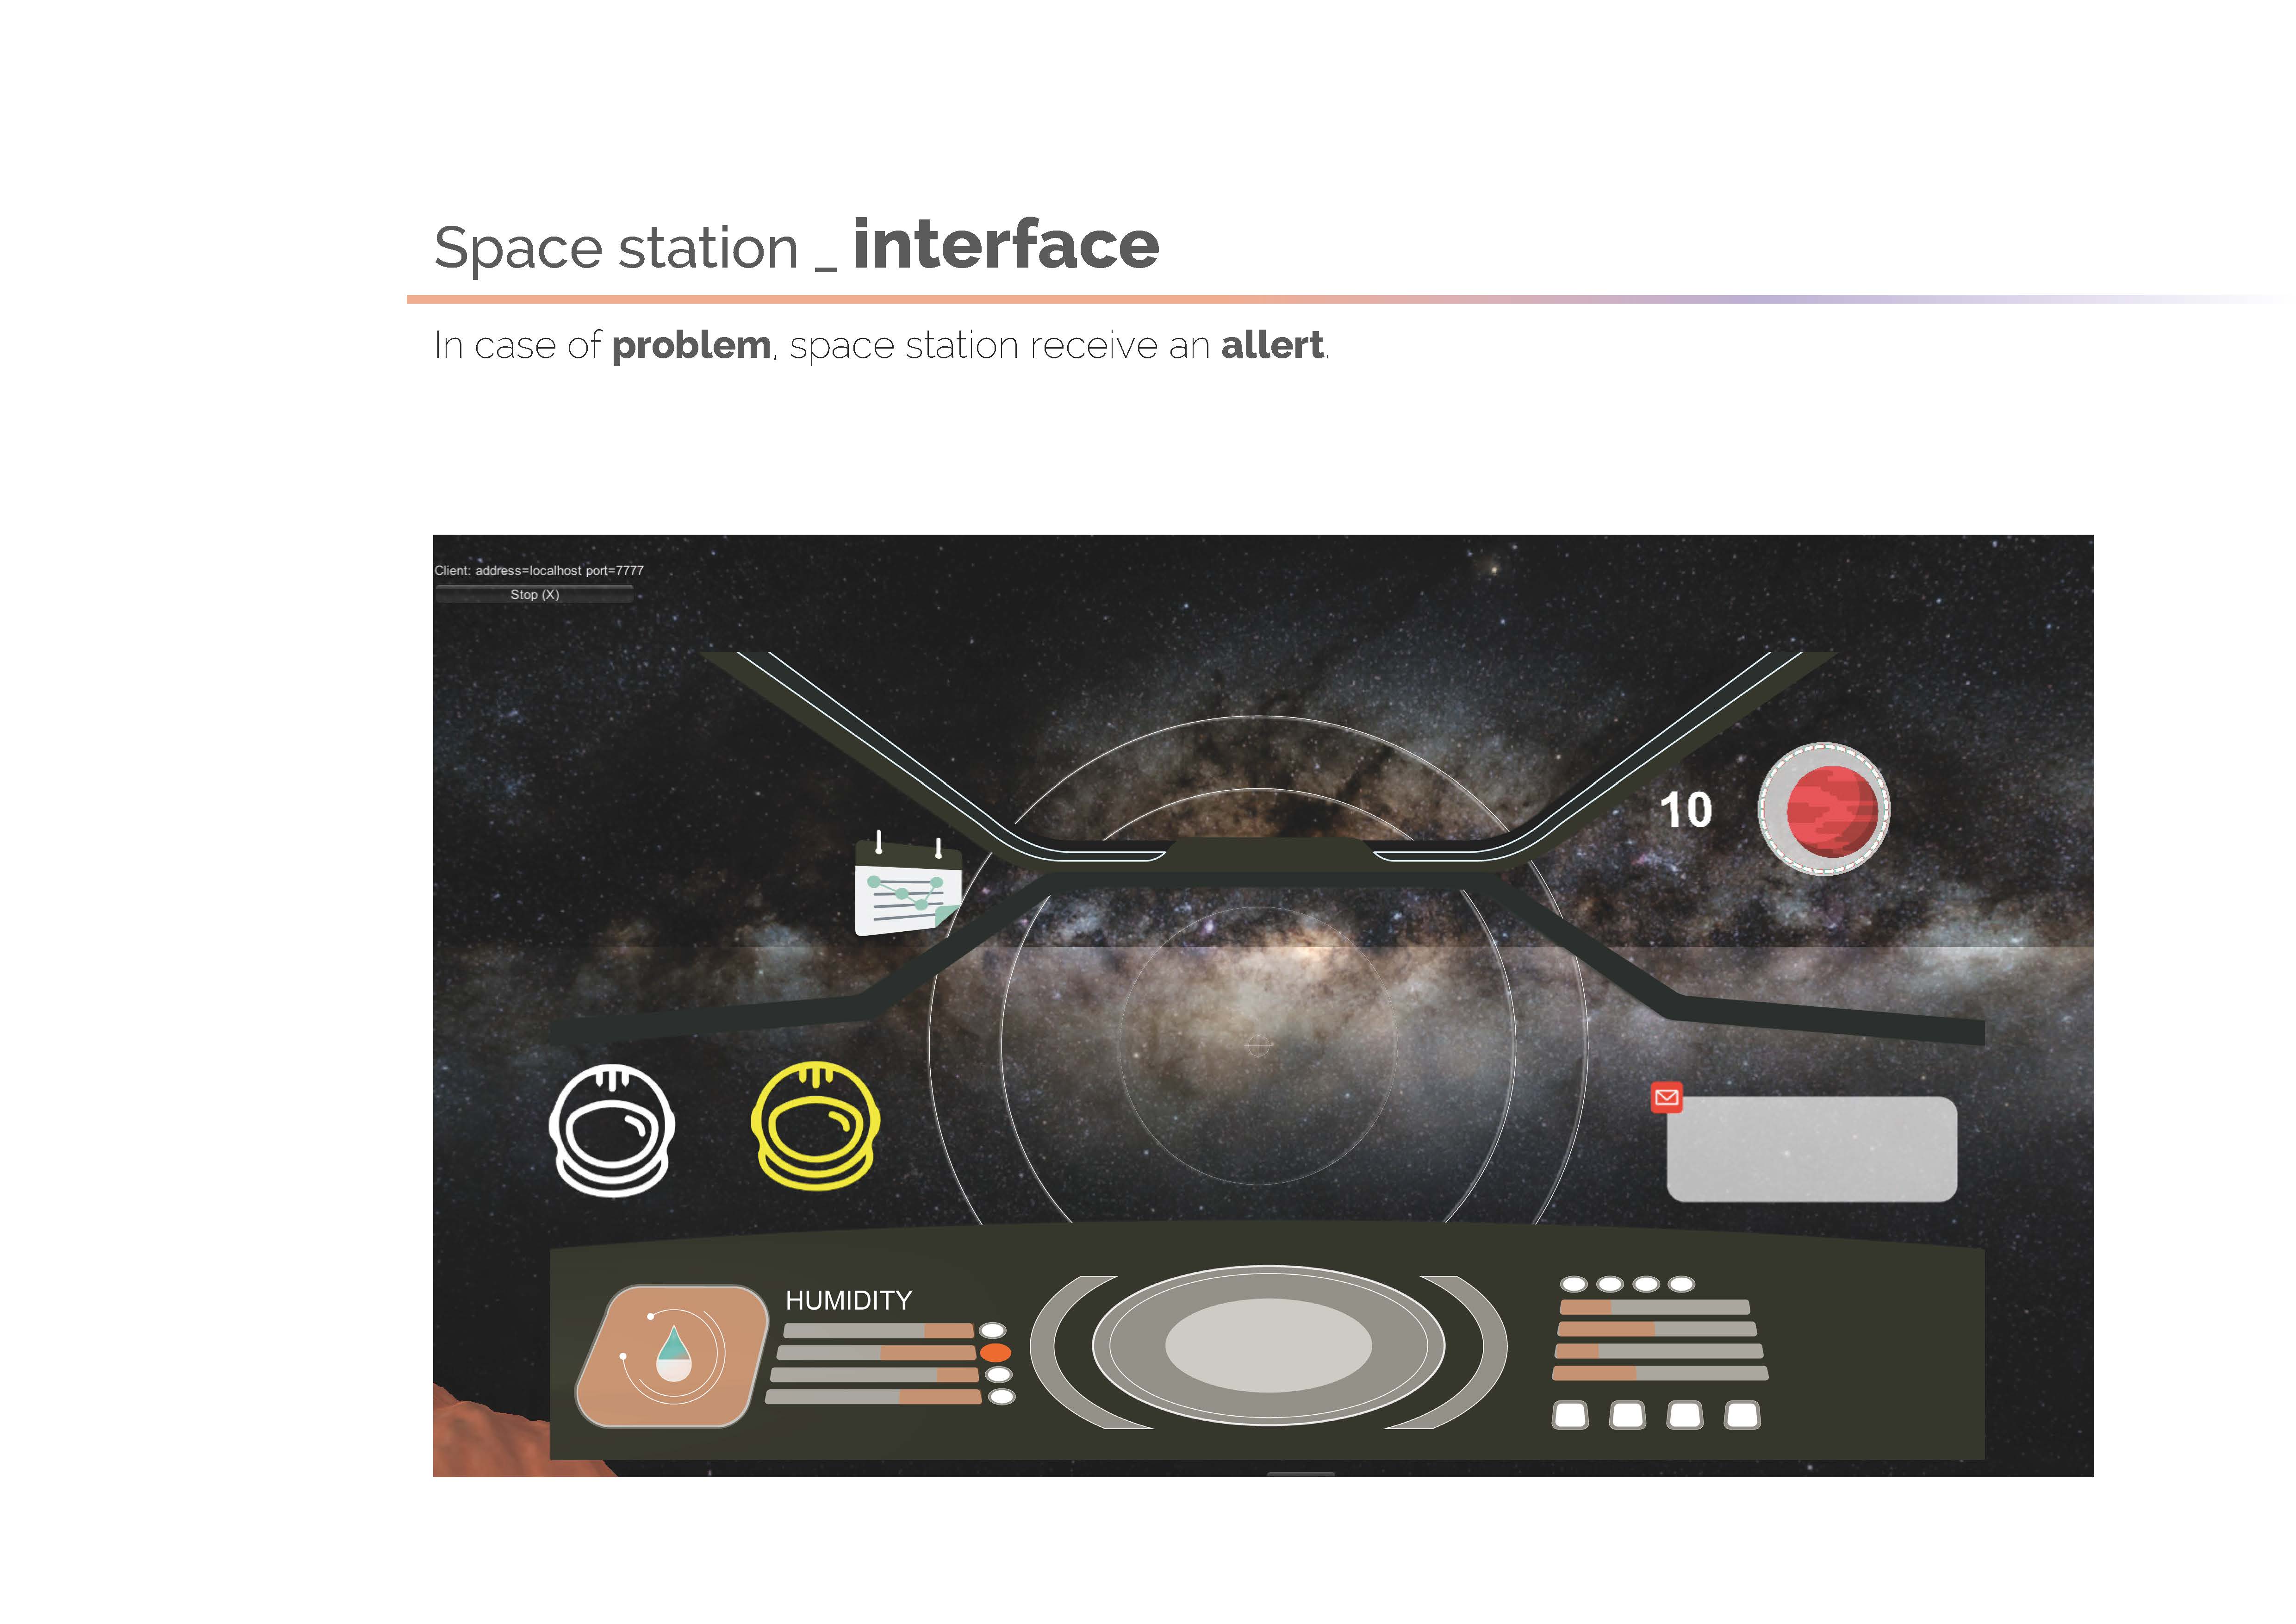 Space station _ interface
In case of problem, space station receive an allert.
Client: address=localhost port=7777
Stop (X)
10
HUMIDITY